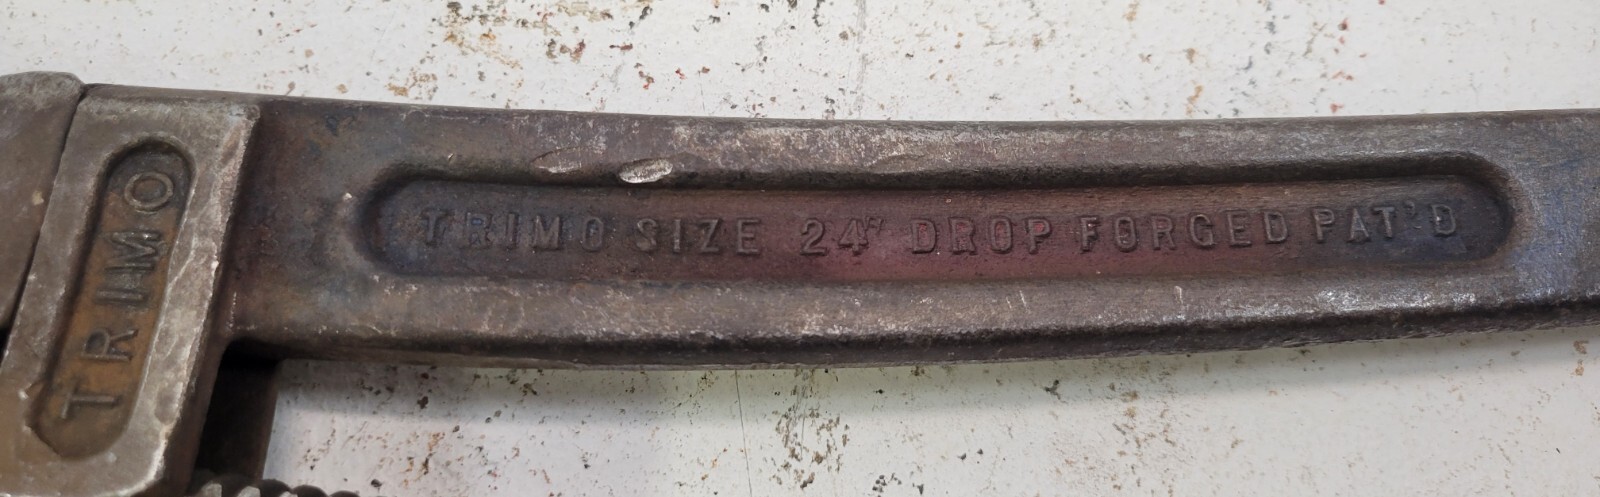 TRIMO
TRIMO SIZE 24" DROP FORGED PAT'D